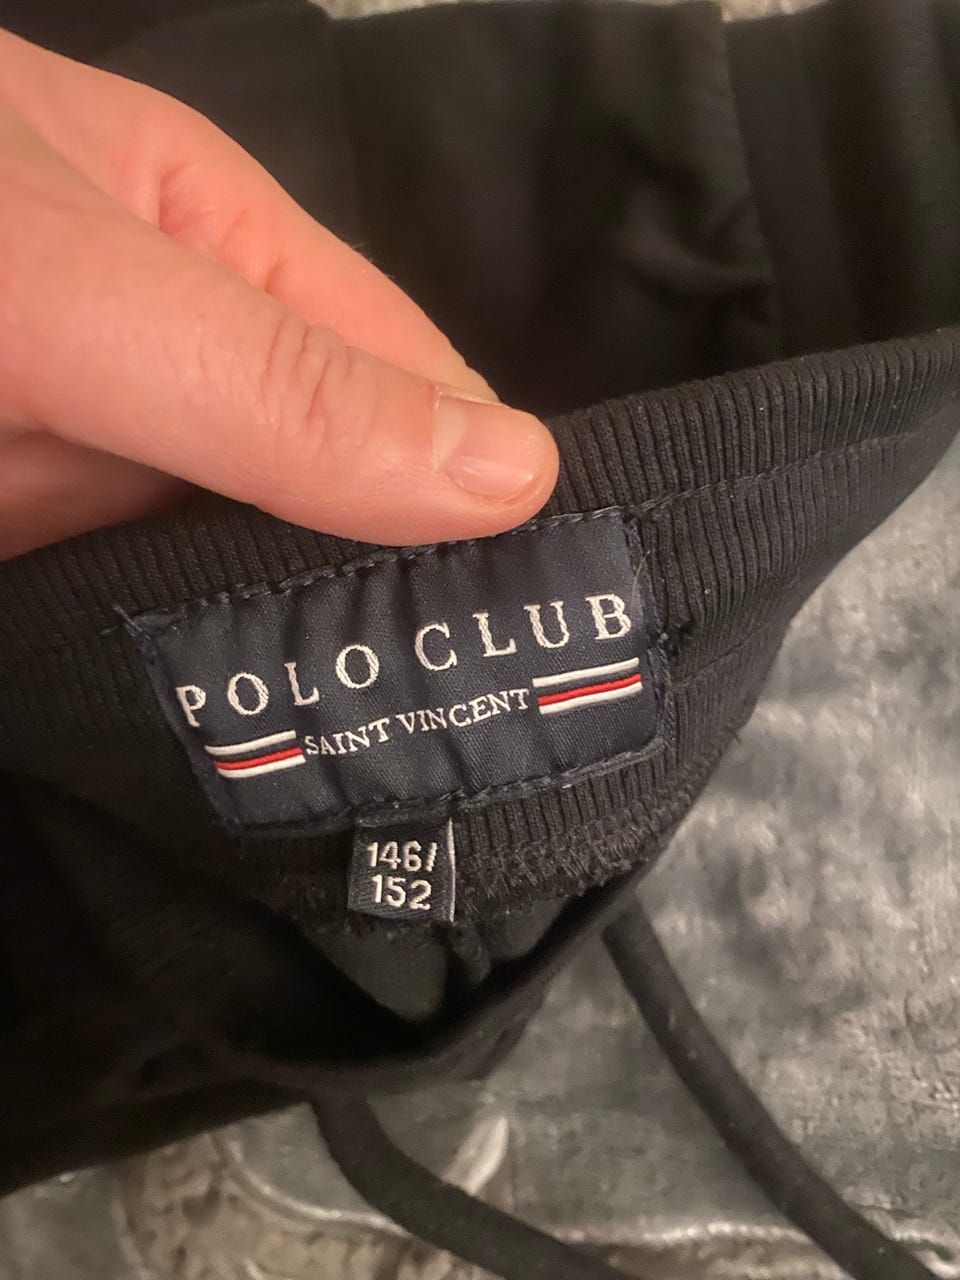 POLO CLUB
SAINT VINCENT
146/
152